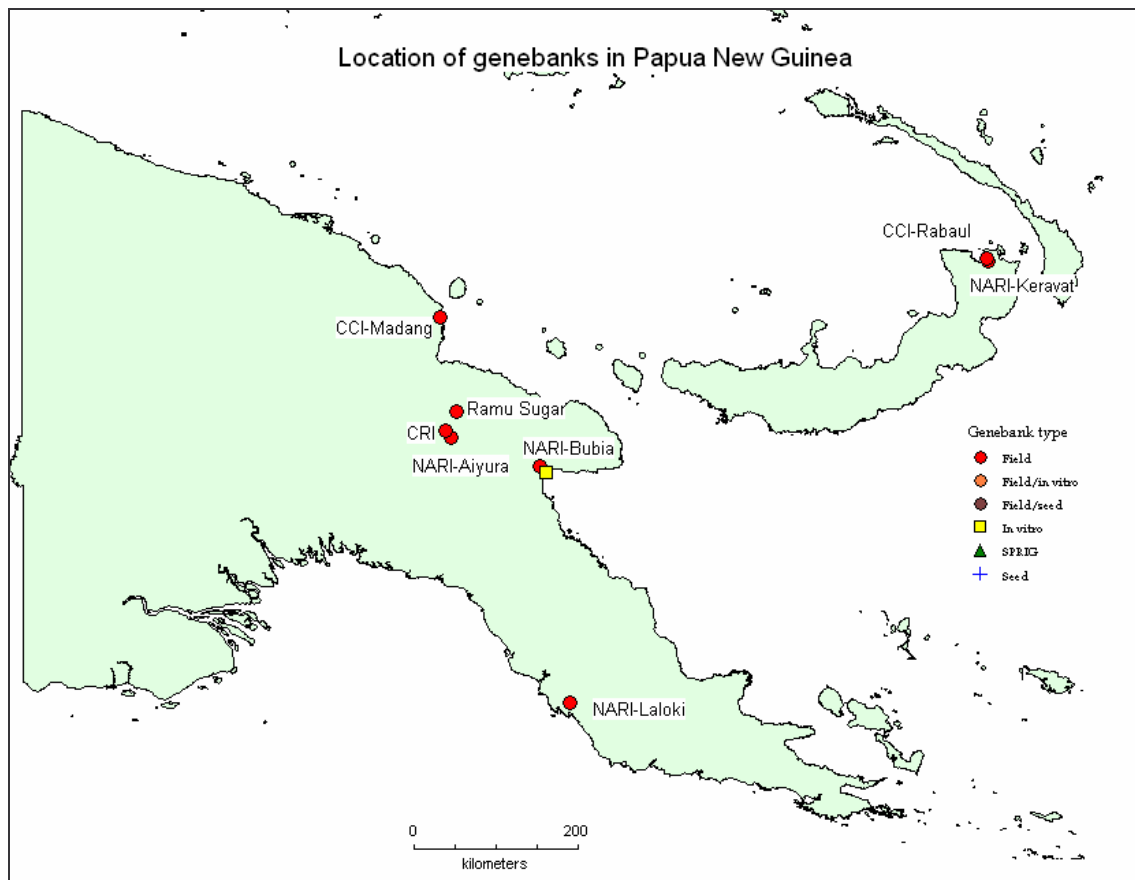 Location of genebanks in Papua New Guinea
CCI-Rabaul
NARI-Keravat
CCI-Madang
Ramu Sugar
CRI
NARI-Bubia
NARI-Aiyura
Genebank type
Field
Field/in vitro
Field/seed
In vitro
SPRIG
Seed
NARI-Laloki
0 200
kilometers